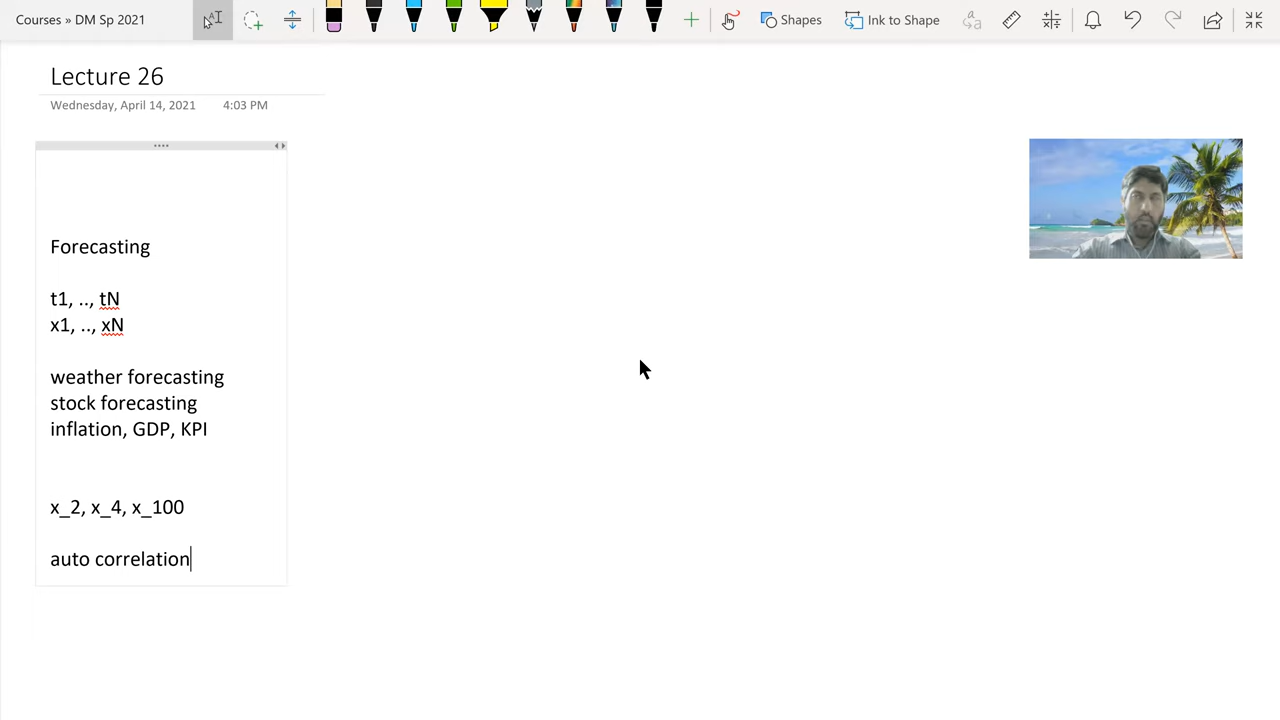 Courses » DM Sp 2021
Shapes
Ink to Shape
Lecture 26
Wednesday, April 14, 2021 4:03 PM
Forecasting
t1, .., tN
x1, .., xN
weather forecasting
stock forecasting
inflation, GDP, KPI
x_2, x_4, x_100
auto correlation